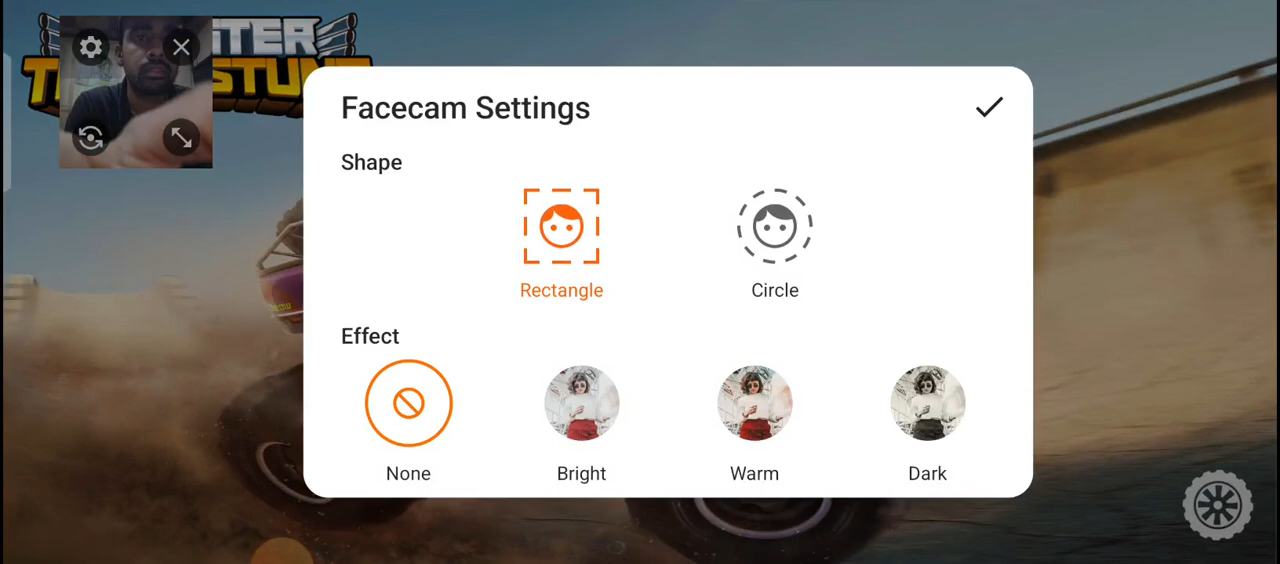 Facecam Settings
Shape
Rectangle
Circle
Effect
None
Bright
Warm
Dark